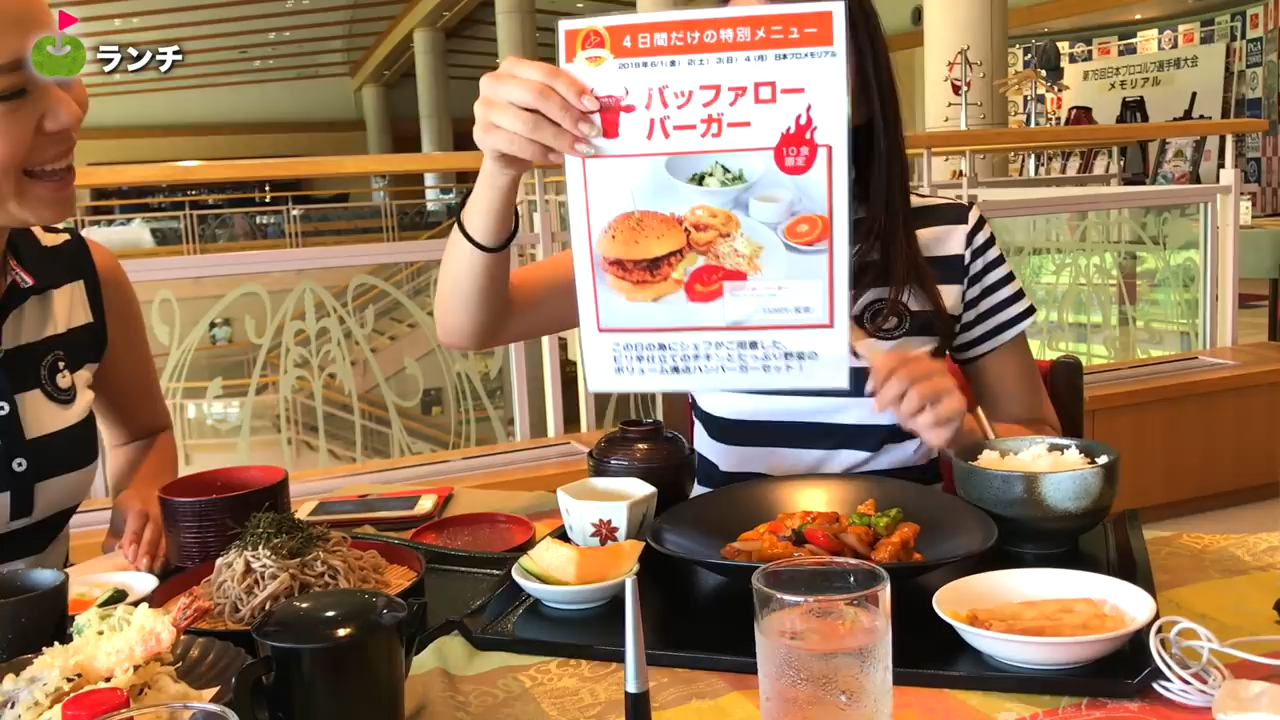 ランチ
4日間だけの特別メニュー
2018年6/1(金) 2(土) 3(日) 4(月) 日本プロメモリアル
バッファロー
バーガー
10食
限定
この日の為にシェフがご用意した、
ピリ辛仕立てのチキンとたっぷり野菜の
ボリューム満点ハンバーガーセット!
第76回日本プロゴルフ選手権大会
メモリアル
PGA